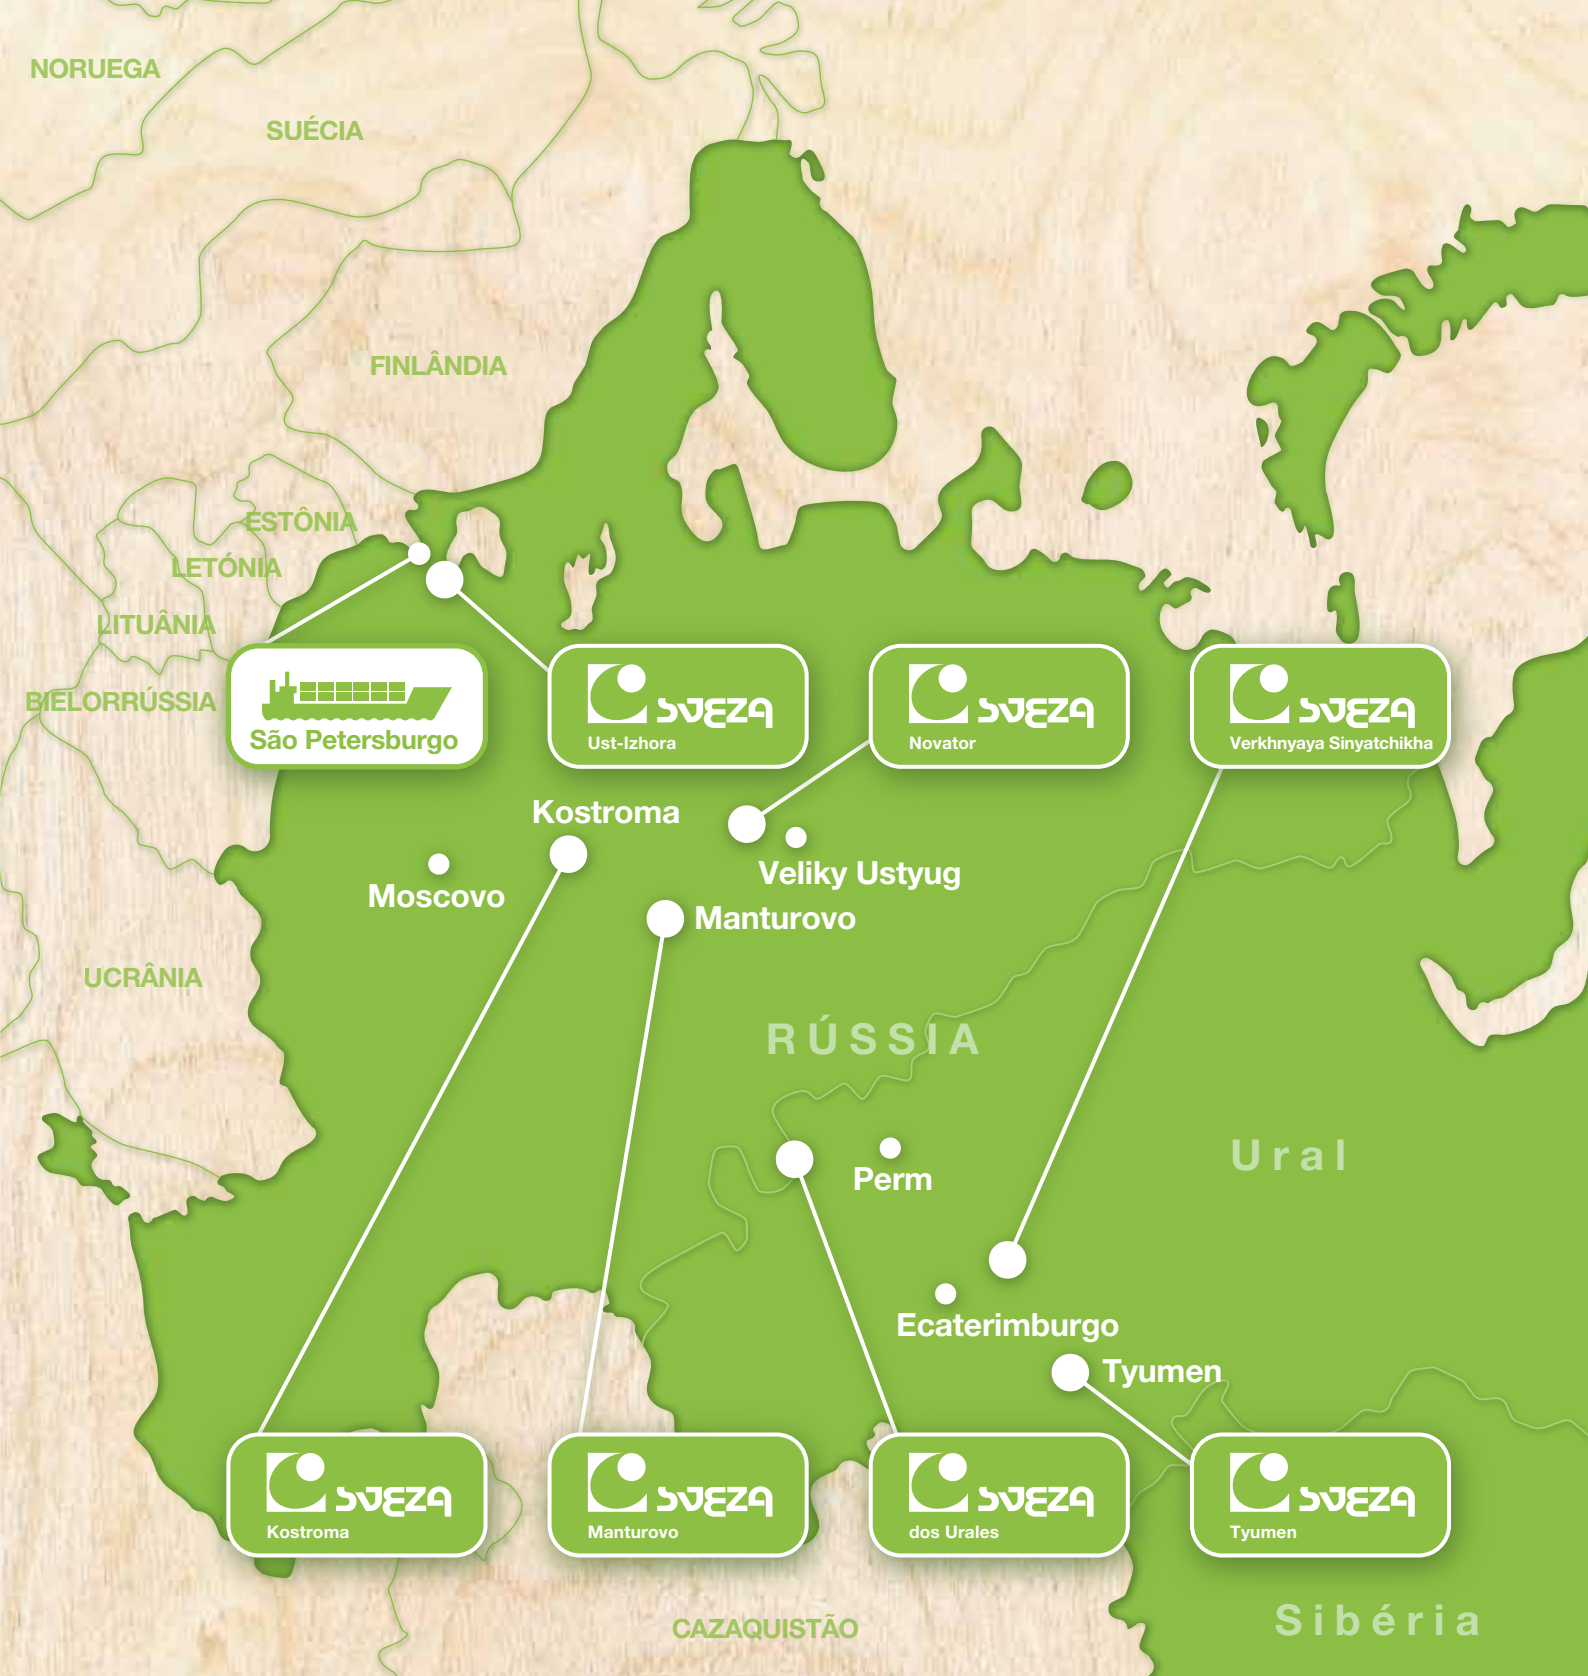 NORUEGA
SUÉCIA
FINLÂNDIA
ESTÔNIA
LETÓNIA
LITUÂNIA
BIELORRÚSSIA
São Petersburgo
SVEZA
Ust-Izhora
SVEZA
Novator
SVEZA
Verkhnyaya Sinyatchikha
Kostroma
Moscovo
Veliky Ustyug
Manturovo
UCRÂNIA
RÚSSIA
Ural
Perm
Ecaterimburgo
Tyumen
SVEZA
Kostroma
SVEZA
Manturovo
SVEZA
dos Urales
SVEZA
Tyumen
Sibéria
CAZAQUISTÃO